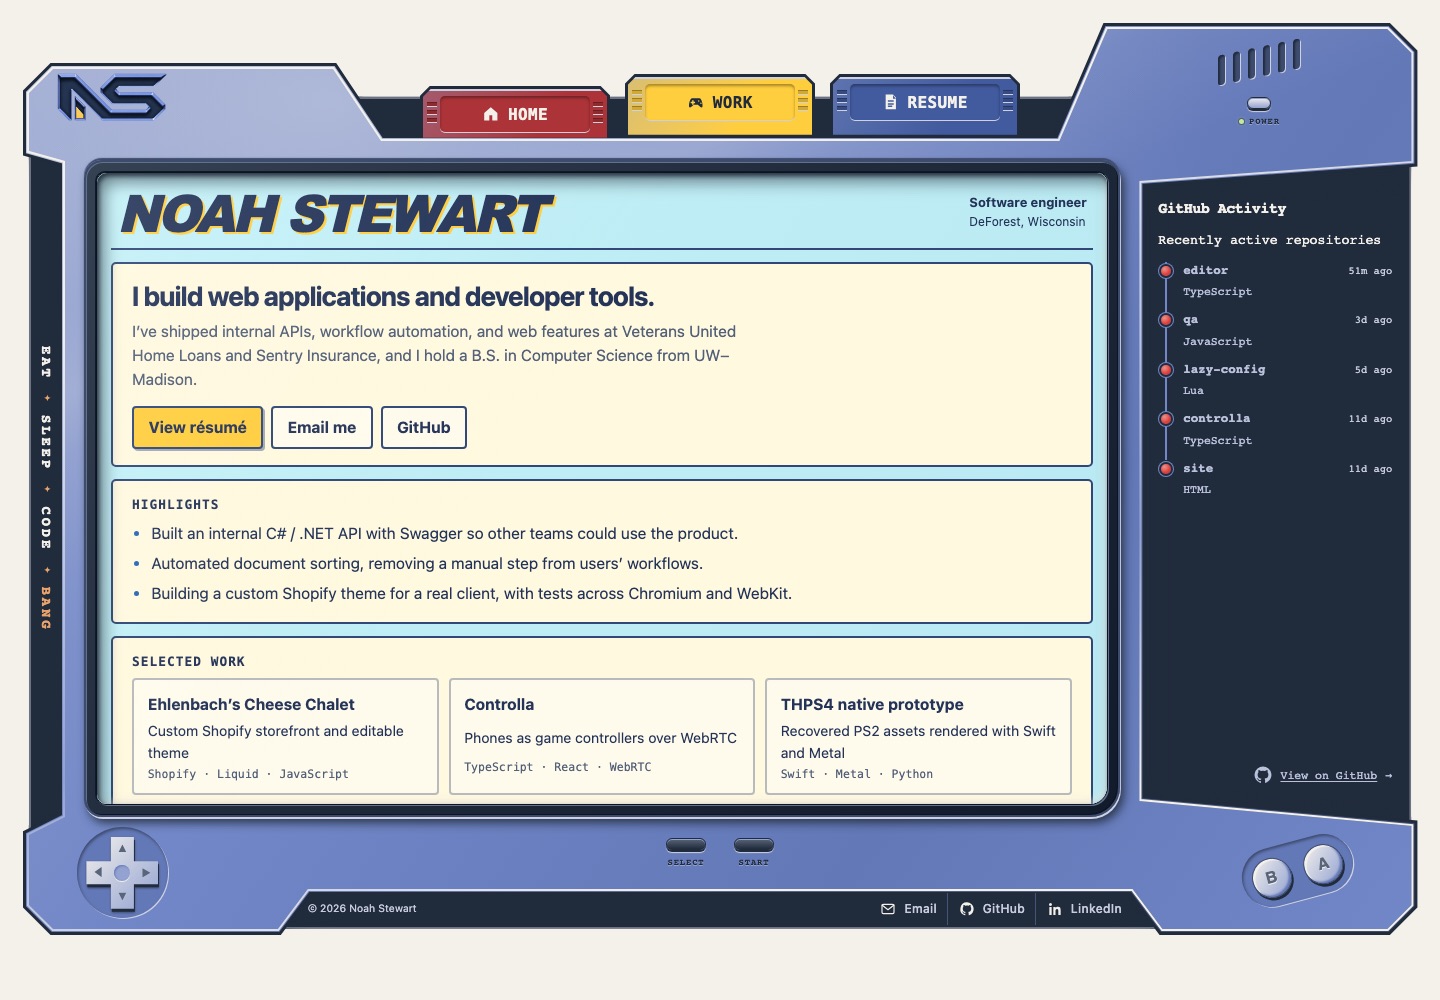 NS
HOME
WORK
RESUME
POWER
NOAH STEWART
Software engineer
DeForest, Wisconsin
I build web applications and developer tools.
I’ve shipped internal APIs, workflow automation, and web features at Veterans United
Home Loans and Sentry Insurance, and I hold a B.S. in Computer Science from UW–
Madison.
View résumé
Email me
GitHub
HIGHLIGHTS
• Built an internal C# / .NET API with Swagger so other teams could use the product.
• Automated document sorting, removing a manual step from users’ workflows.
• Building a custom Shopify theme for a real client, with tests across Chromium and WebKit.
SELECTED WORK
Ehlenbach’s Cheese Chalet
Custom Shopify storefront and editable
theme
Shopify · Liquid · JavaScript
Controlla
Phones as game controllers over WebRTC
TypeScript · React · WebRTC
THPS4 native prototype
Recovered PS2 assets rendered with Swift
and Metal
Swift · Metal · Python
EAT ✦ SLEEP ✦ CODE ✦ BANG
GitHub Activity
Recently active repositories
editor 51m ago
TypeScript
qa 3d ago
JavaScript
lazy-config 5d ago
Lua
controlla 11d ago
TypeScript
site 11d ago
HTML
View on GitHub →
SELECT
START
B
A
© 2026 Noah Stewart
Email
GitHub
LinkedIn